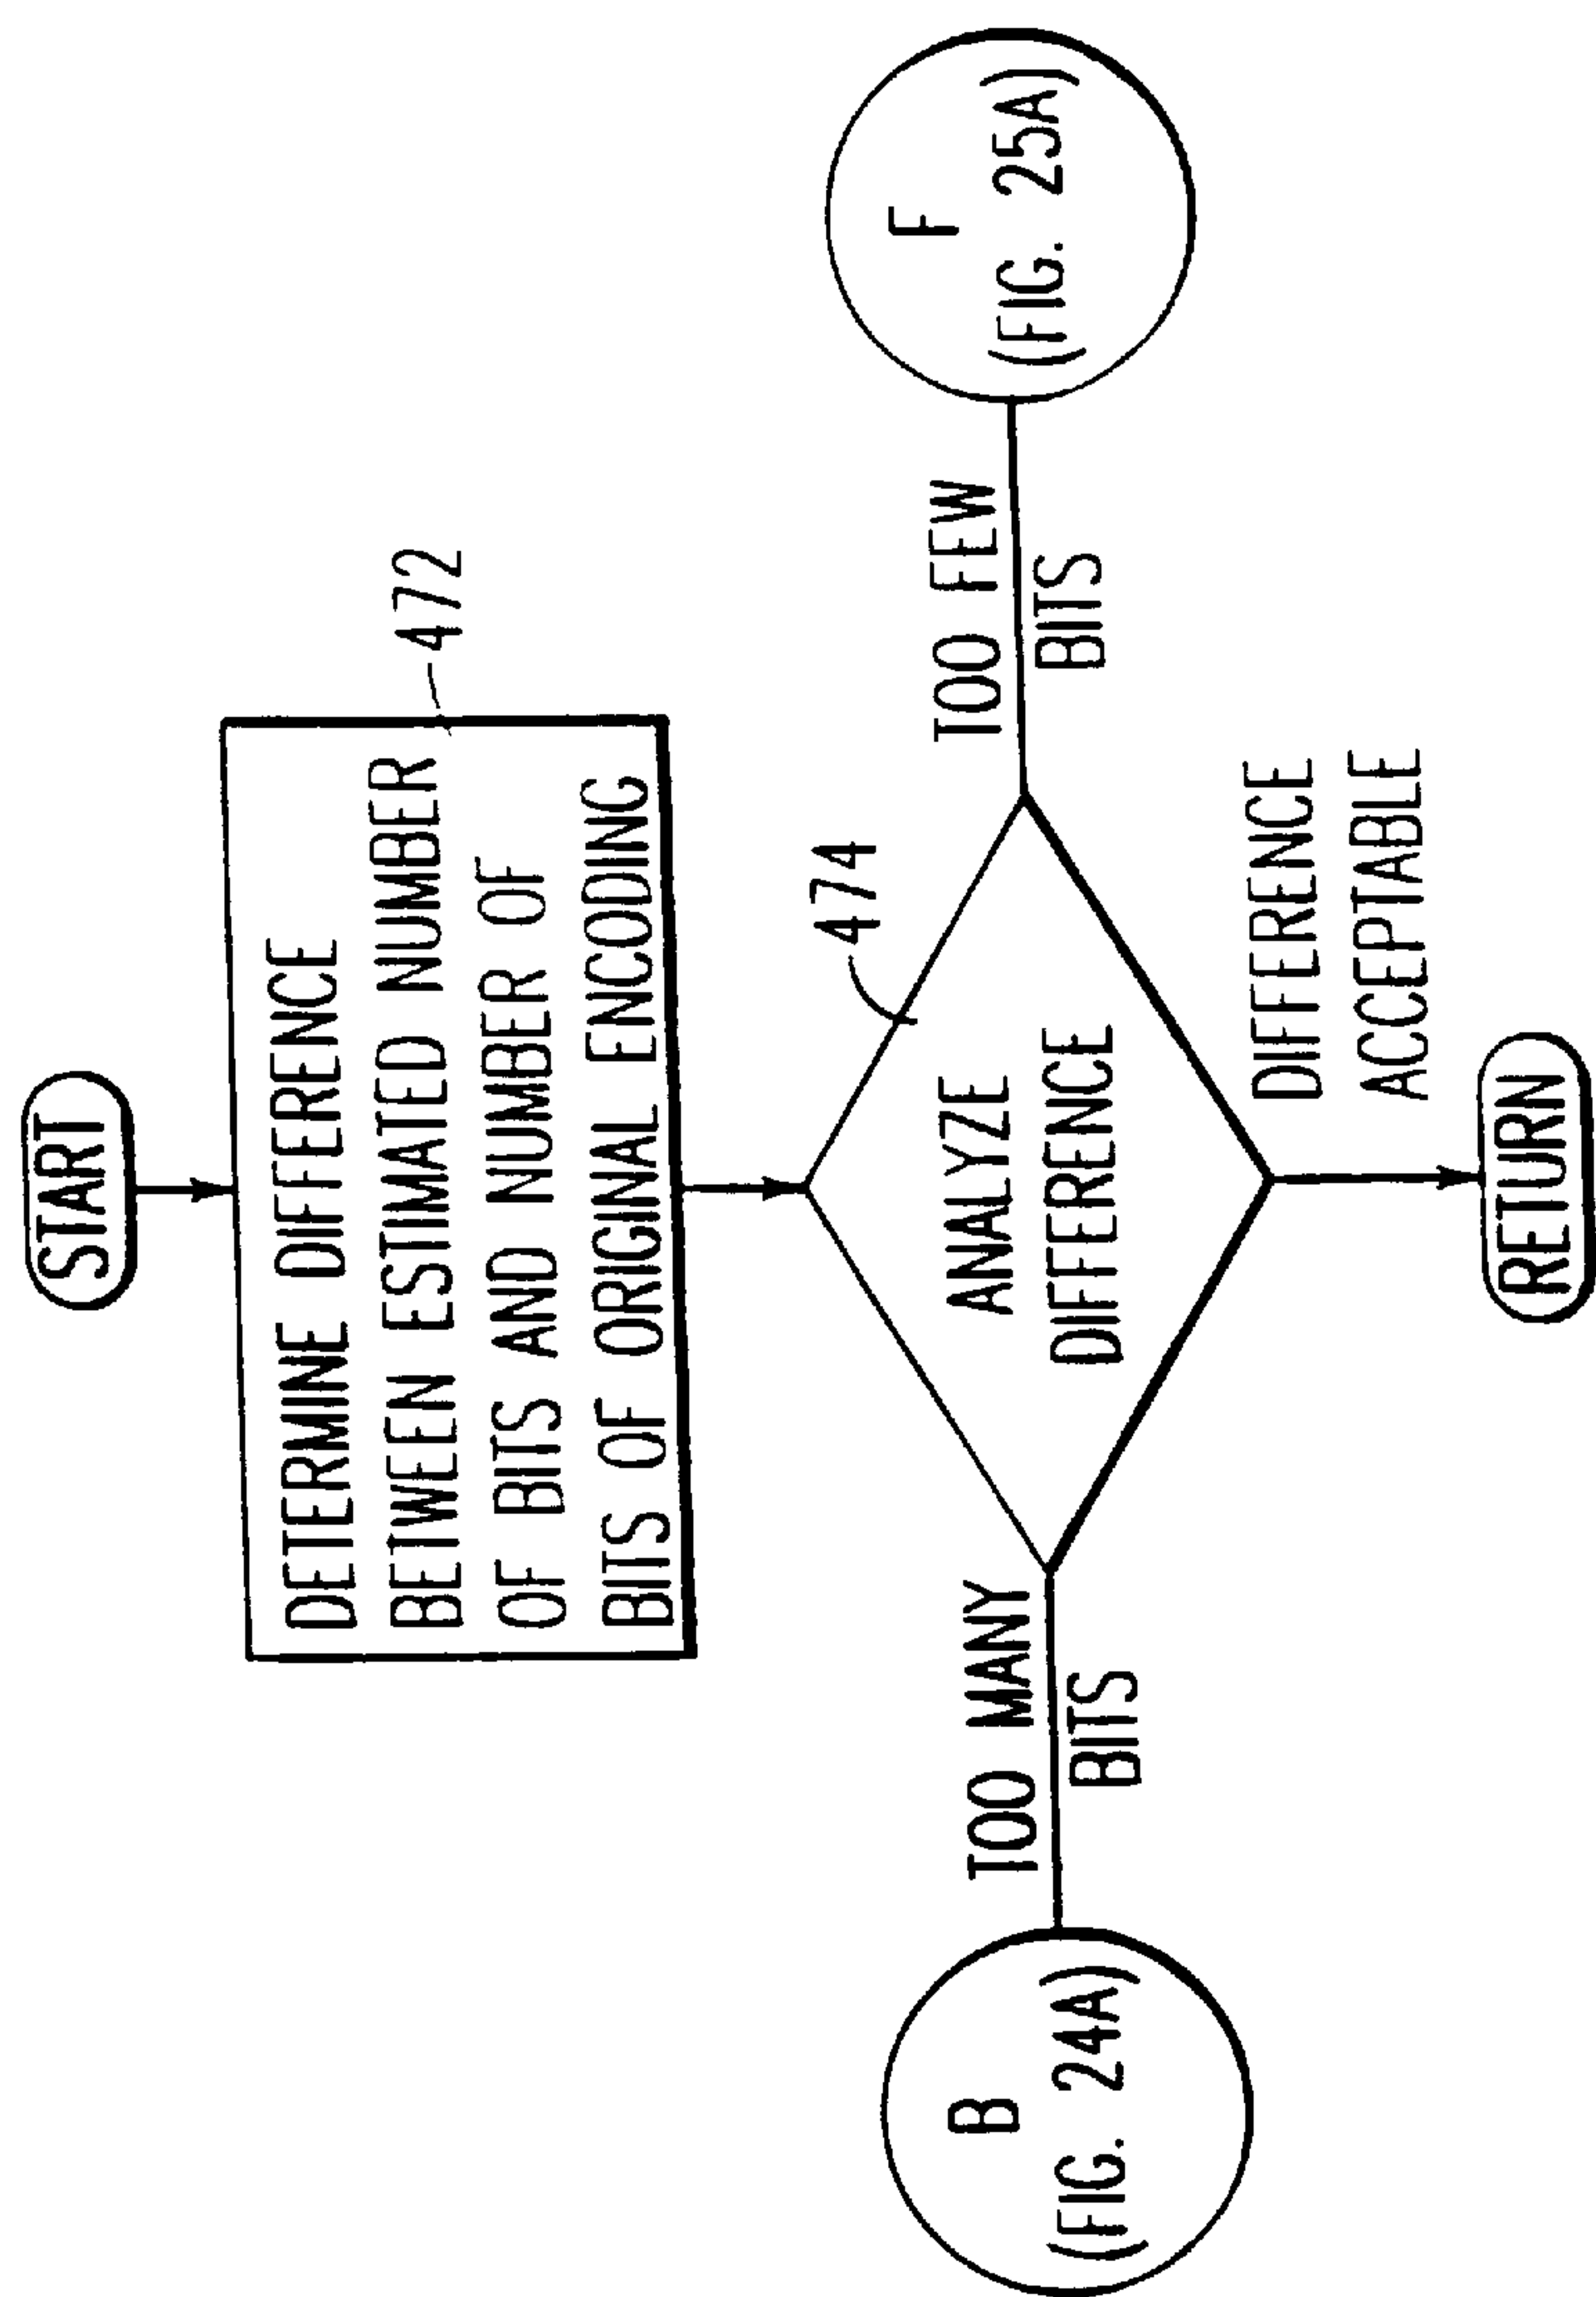 START
DETERMINE DIFFERENCE
BETWEEN ESTIMATED NUMBER
OF BITS AND NUMBER OF
BITS OF ORIGINAL ENCODING
472
474
ANALYZE
DIFFERENCE
TOO MANY
BITS
B
(FIG. 24A)
TOO FEW
BITS
F
(FIG. 25A)
DIFFERENCE
ACCEPTABLE
RETURN